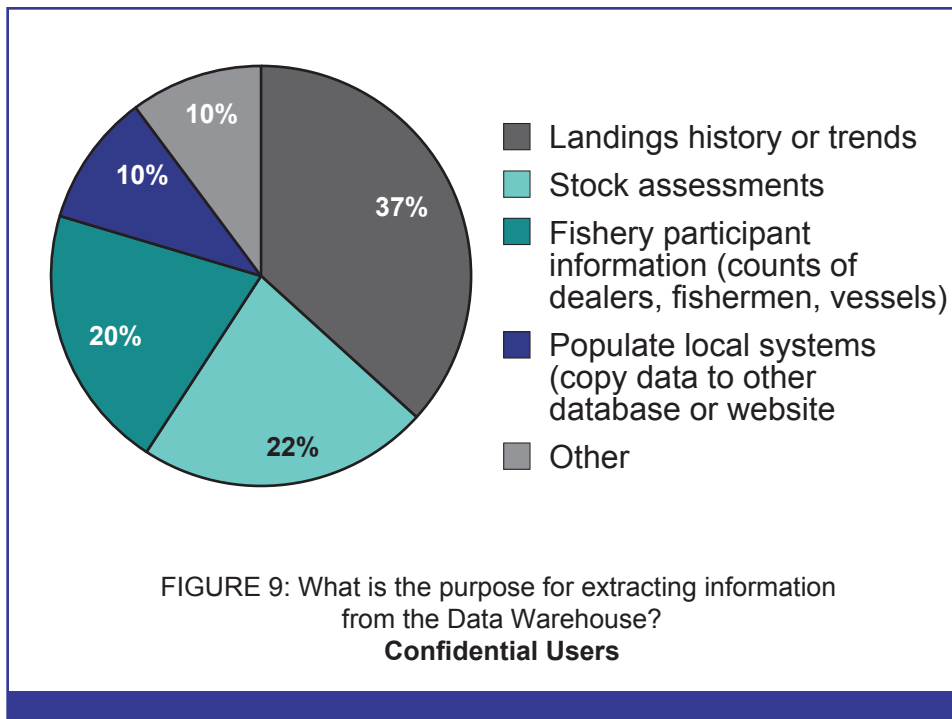 10%
10%
37%
20%
22%
Landings history or trends
Stock assessments
Fishery participant
information (counts of
dealers, fishermen, vessels)
Populate local systems
(copy data to other
database or website
Other
FIGURE 9: What is the purpose for extracting information
from the Data Warehouse?
Confidential Users